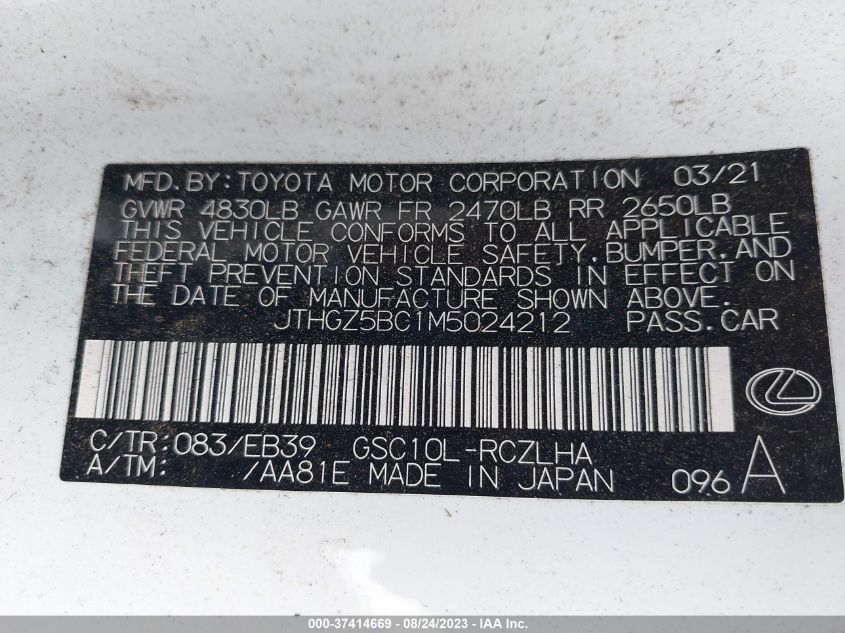 MFD.BY:TOYOTA MOTOR CORPORATION 03/21
GVWR 4830LB GAWR FR 2470LB RR 2650LB
THIS VEHICLE CONFORMS TO ALL APPLICABLE
FEDERAL MOTOR VEHICLE SAFETY,BUMPER,AND
THEFT PREVENTION STANDARDS IN EFFECT ON
THE DATE OF MANUFACTURE SHOWN ABOVE.
JTHGZ5BC1M5024212 PASS.CAR
C/TR:083/EB39 GSC10L-RCZLHA
A/TM: /AA81E MADE IN JAPAN 096 A
000-37414669 - 08/24/2023 - IAA Inc.